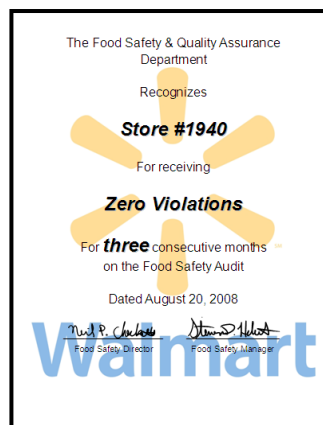 The Food Safety & Quality Assurance
Department
Recognizes
Store #1940
For receiving
Zero Violations
For three consecutive months
on the Food Safety Audit
Dated August 20, 2008
Neil P.
Food Safety Director Food Safety Manager
Walmart